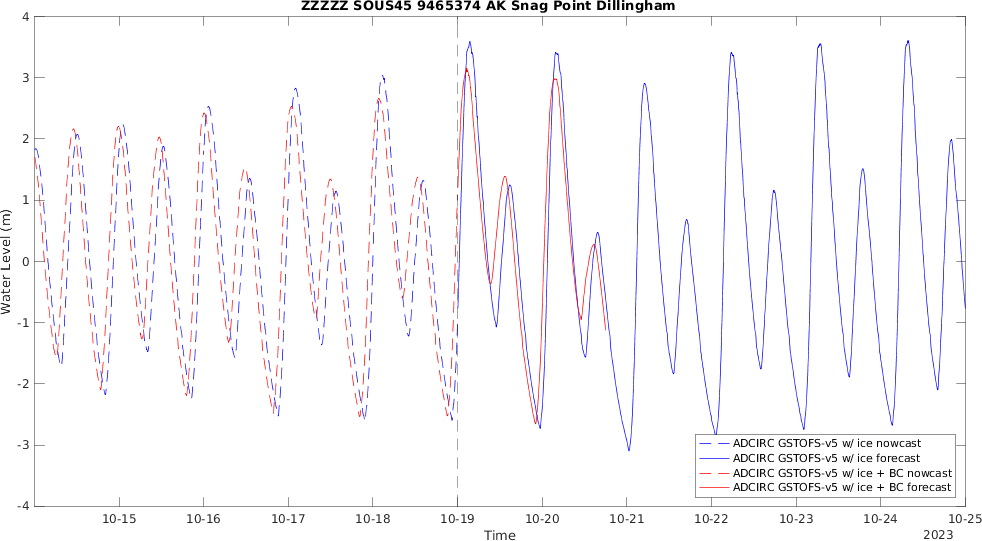 ZZZZZ SOUS45 9465374 AK Snag Point Dillingham
4
3
2
1
0
-1
-2
-3
-4
Water Level (m)
ADCIRC GSTOFS-v5 w/ ice nowcast
ADCIRC GSTOFS-v5 w/ ice forecast
ADCIRC GSTOFS-v5 w/ ice + BC nowcast
ADCIRC GSTOFS-v5 w/ ice + BC forecast
10-15 10-16 10-17 10-18 10-19 10-20 10-21 10-22 10-23 10-24 10-25
Time
2023